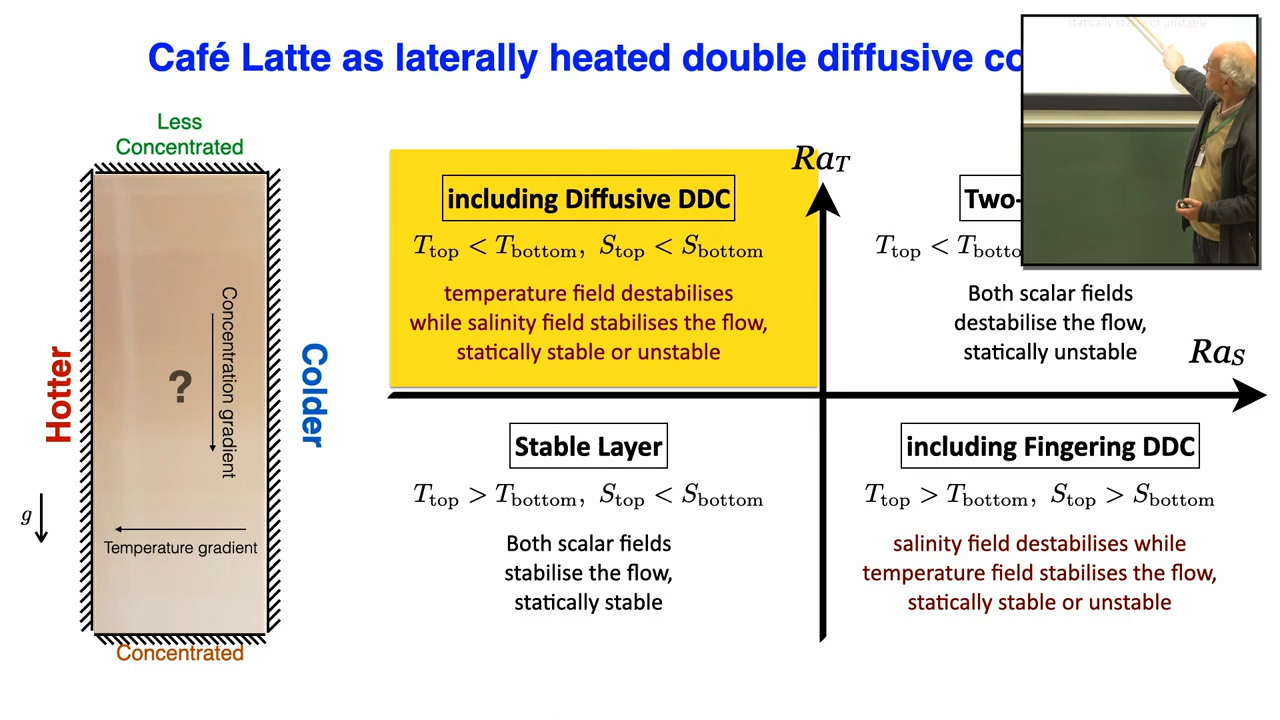 Café Latte as laterally heated double diffusive
statically stable or unstable
Less
Concentrated
Hotter
Concentration gradient
?
Colder
g
Temperature gradient
Concentrated
Ra_T
including Diffusive DDC
T_top < T_bottom, S_top < S_bottom
temperature field destabilises
while salinity field stabilises the flow,
statically stable or unstable
Two-
T_top < T_botto
Both scalar fields
destabilise the flow,
statically unstable
Ra_S
Stable Layer
T_top > T_bottom, S_top < S_bottom
Both scalar fields
stabilise the flow,
statically stable
including Fingering DDC
T_top > T_bottom, S_top > S_bottom
salinity field destabilises while
temperature field stabilises the flow,
statically stable or unstable